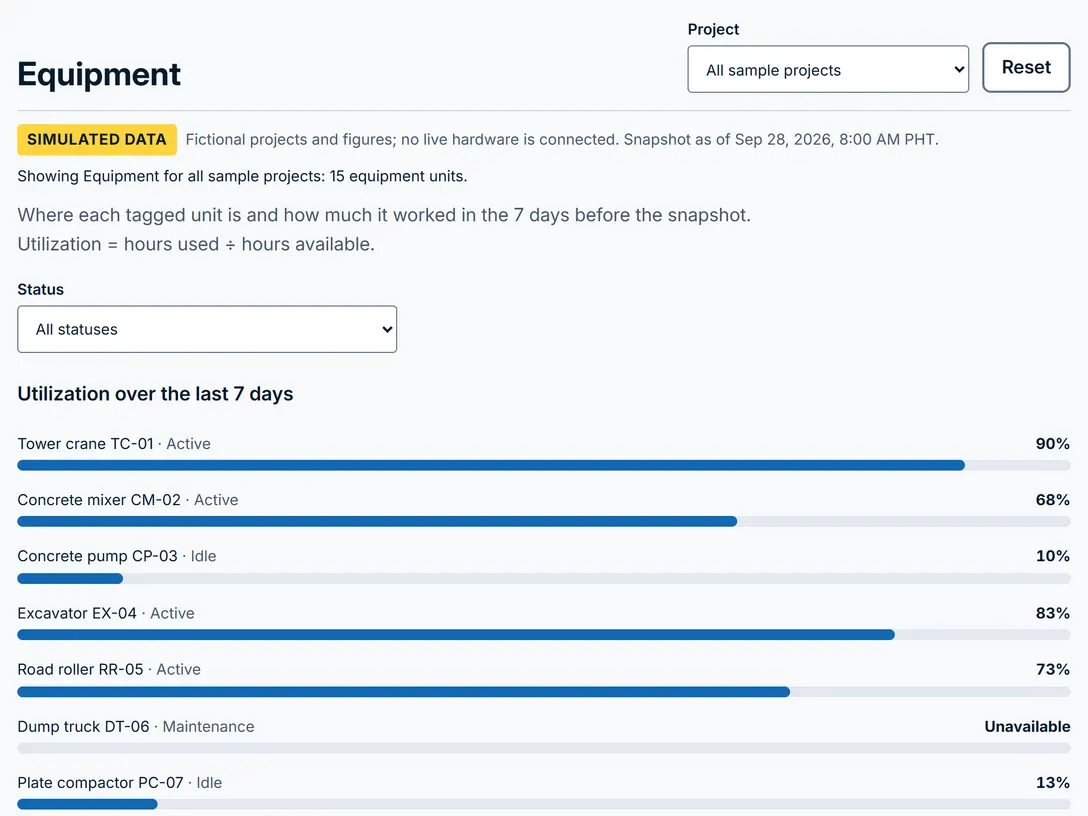 Project
Equipment
All sample projects
Reset
SIMULATED DATA Fictional projects and figures; no live hardware is connected. Snapshot as of Sep 28, 2026, 8:00 AM PHT.
Showing Equipment for all sample projects: 15 equipment units.
Where each tagged unit is and how much it worked in the 7 days before the snapshot.
Utilization = hours used ÷ hours available.
Status
All statuses
Utilization over the last 7 days
Tower crane TC-01 · Active 90%
Concrete mixer CM-02 · Active 68%
Concrete pump CP-03 · Idle 10%
Excavator EX-04 · Active 83%
Road roller RR-05 · Active 73%
Dump truck DT-06 · Maintenance Unavailable
Plate compactor PC-07 · Idle 13%